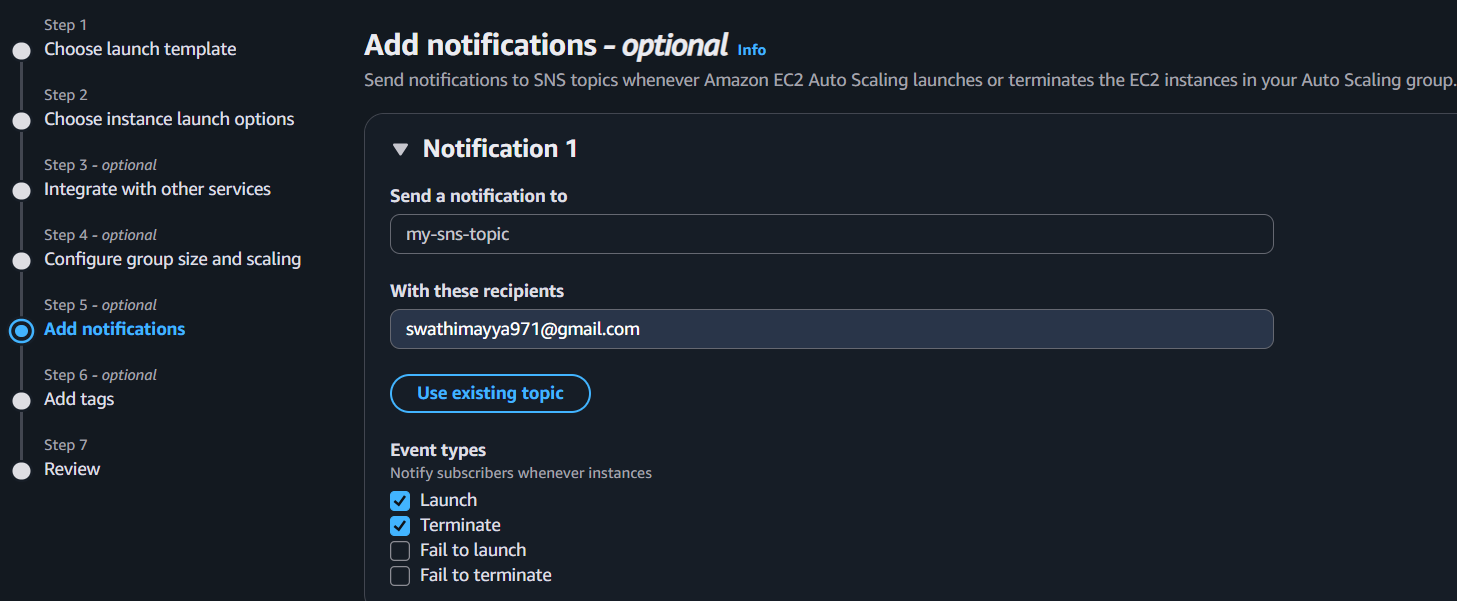 Step 1
Choose launch template
Step 2
Choose instance launch options
Step 3 - optional
Integrate with other services
Step 4 - optional
Configure group size and scaling
Step 5 - optional
Add notifications
Step 6 - optional
Add tags
Step 7
Review
Add notifications - optional Info
Send notifications to SNS topics whenever Amazon EC2 Auto Scaling launches or terminates the EC2 instances in your Auto Scaling group.
Notification 1
Send a notification to
my-sns-topic
With these recipients
swathimayya971@gmail.com
Use existing topic
Event types
Notify subscribers whenever instances
Launch
Terminate
Fail to launch
Fail to terminate